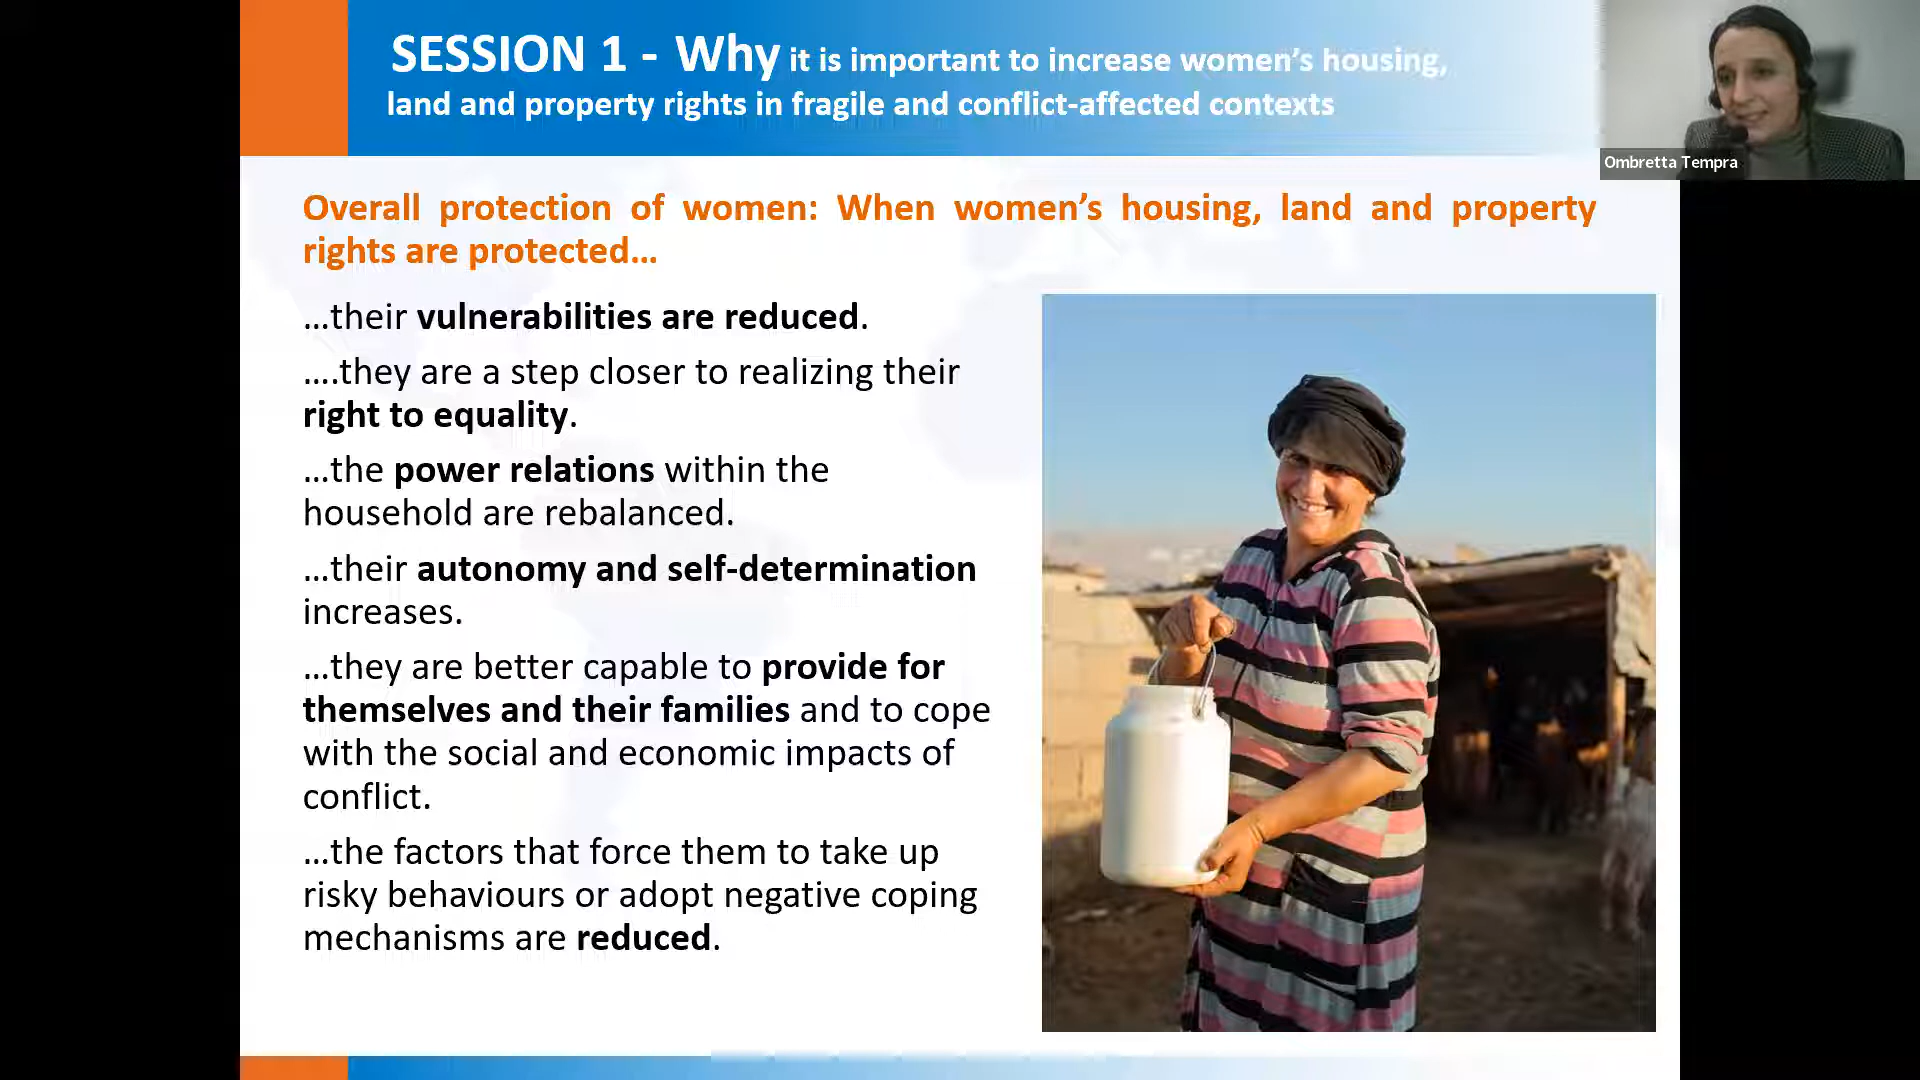 SESSION 1 - Why it is important to increase women’s housing,
land and property rights in fragile and conflict-affected contexts
Ombretta Tempra
Overall protection of women: When women’s housing, land and property
rights are protected…
…their vulnerabilities are reduced.
….they are a step closer to realizing their
right to equality.
…the power relations within the
household are rebalanced.
…their autonomy and self-determination
increases.
…they are better capable to provide for
themselves and their families and to cope
with the social and economic impacts of
conflict.
…the factors that force them to take up
risky behaviours or adopt negative coping
mechanisms are reduced.